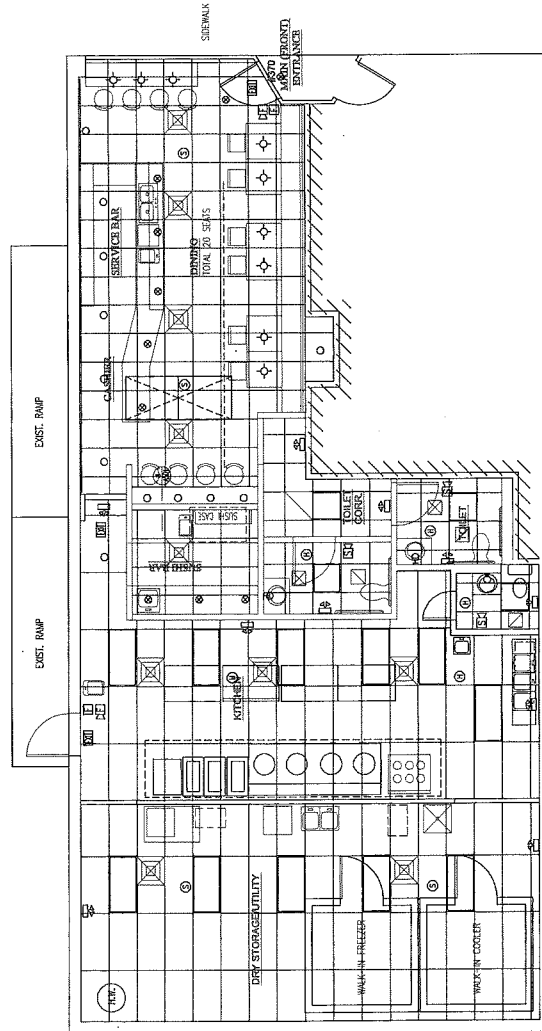 SIDEWALK
#370
MAIN (FRONT)
ENTRANCE
SERVICE BAR
DINING
TOTAL 20 SEATS
CASHIER
EXIST. RAMP
EXIST. RAMP
SUSHI CASE
SUSHI BAR
TOILET
CORR.
TOILET
KITCHEN
DRY STORAGE/UTILITY
WALK-IN FREEZER
WALK-IN COOLER
H.W.
S
S
S
S
H
H
H
H